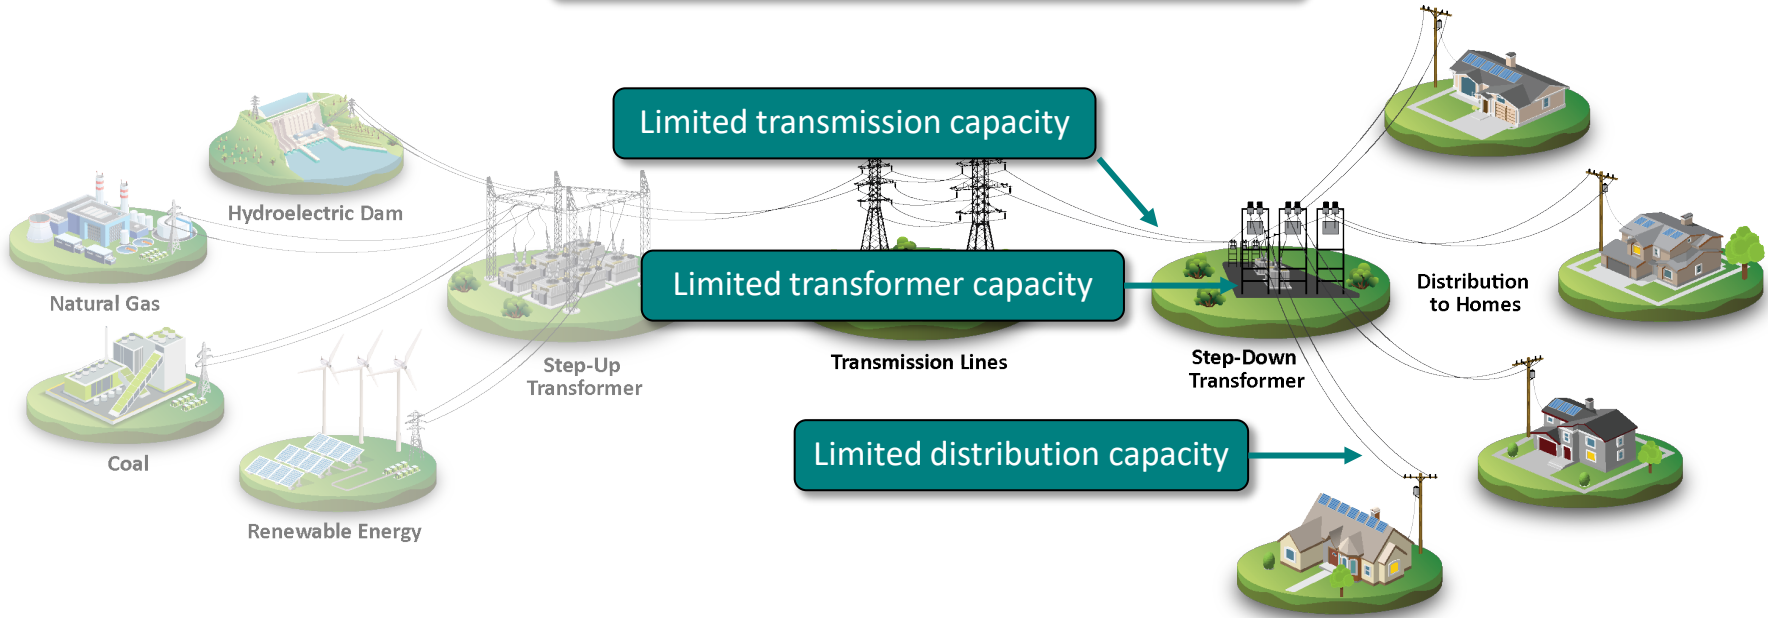 Limited transmission capacity
Hydroelectric Dam
Natural Gas
Limited transformer capacity
Distribution
to Homes
Step-Up
Transformer
Transmission Lines
Step-Down
Transformer
Coal
Limited distribution capacity
Renewable Energy